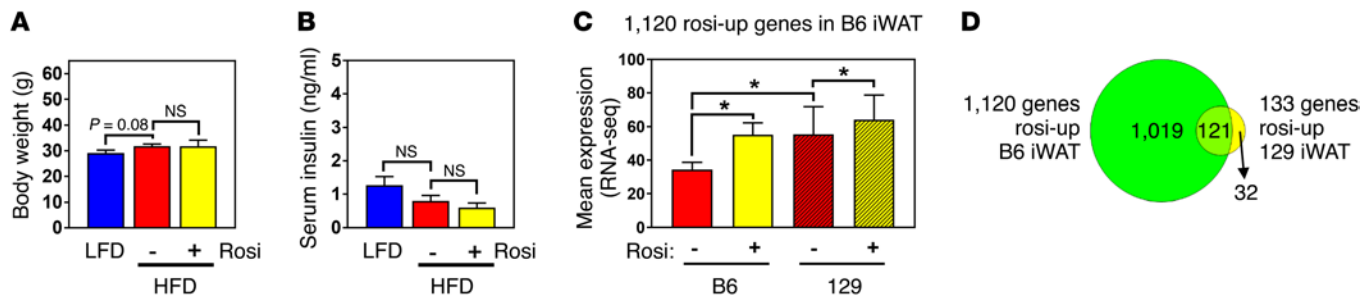 A
Body weight (g)
60
50
40
30
20
10
0
P = 0.08
NS
LFD
-
+
Rosi
HFD
B
Serum insulin (ng/ml)
5
4
3
2
1
0
NS
NS
LFD
-
+
Rosi
HFD
C
1,120 rosi-up genes in B6 iWAT
Mean expression
(RNA-seq)
100
80
60
40
20
0
*
*
*
Rosi:
-
+
-
+
B6
129
D
1,120 genes
rosi-up
B6 iWAT
1,019
121
133 genes
rosi-up
129 iWAT
32